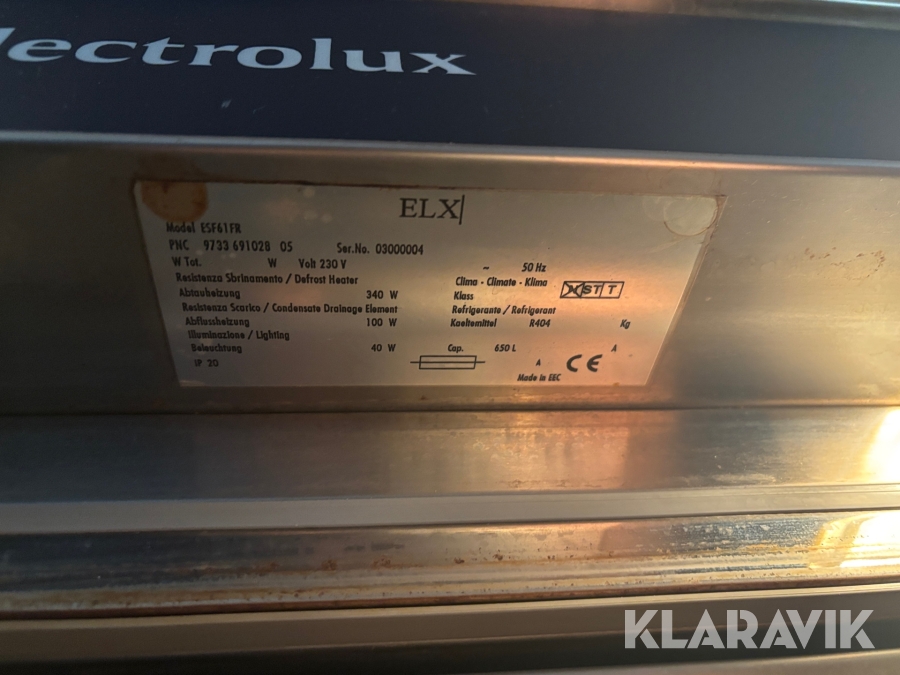 lectrolux
ELX
Model ESF61FR
PNC 9733 691028 05 Ser.No. 03000004
W Tot. W Volt 230 V ~ 50 Hz
Resistenza Sbrinamento / Defrost Heater Clima - Climate - Klima
Abtauheizung 340 W Klass ST T
Resistenza Scarico / Condensate Drainage Element Refrigerante / Refrigerant
Abflussheizung 100 W Kaeltemittel R404 Kg
Illuminazione / Lighting
Beleuchtung 40 W Cap. 650 L A
IP 20 A CE
Made in EEC
KLARAVIK